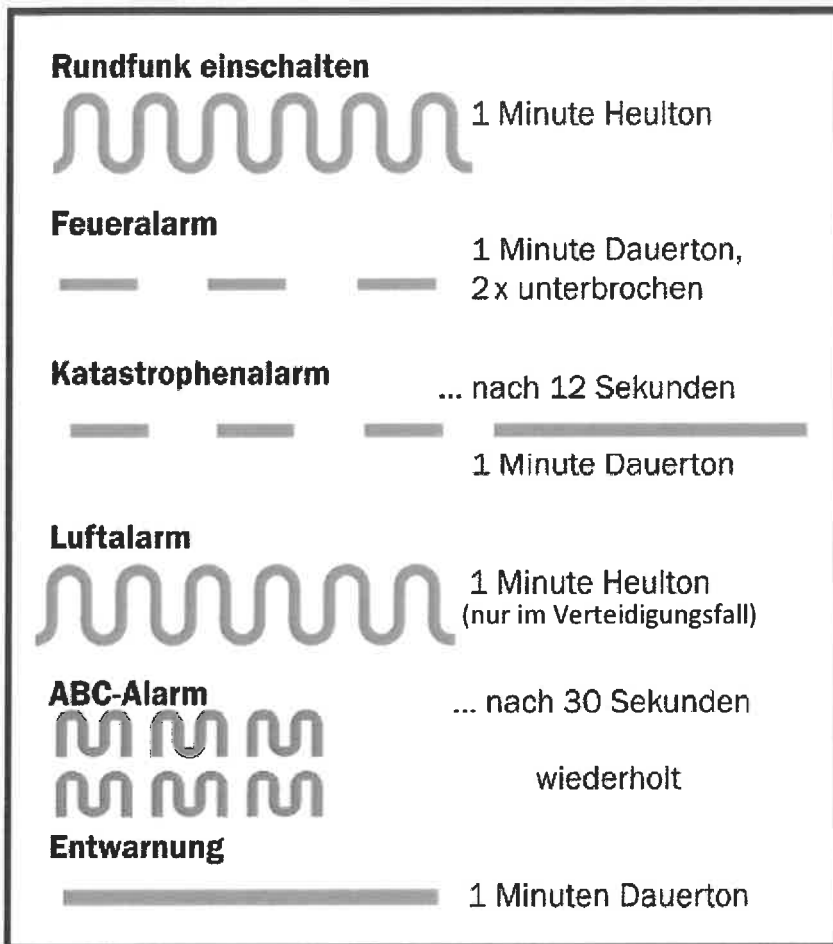 Rundfunk einschalten
1 Minute Heulton
Feueralarm
1 Minute Dauerton,
2x unterbrochen
Katastrophenalarm
... nach 12 Sekunden
1 Minute Dauerton
Luftalarm
1 Minute Heulton
(nur im Verteidigungsfall)
ABC-Alarm
... nach 30 Sekunden
wiederholt
Entwarnung
1 Minuten Dauerton